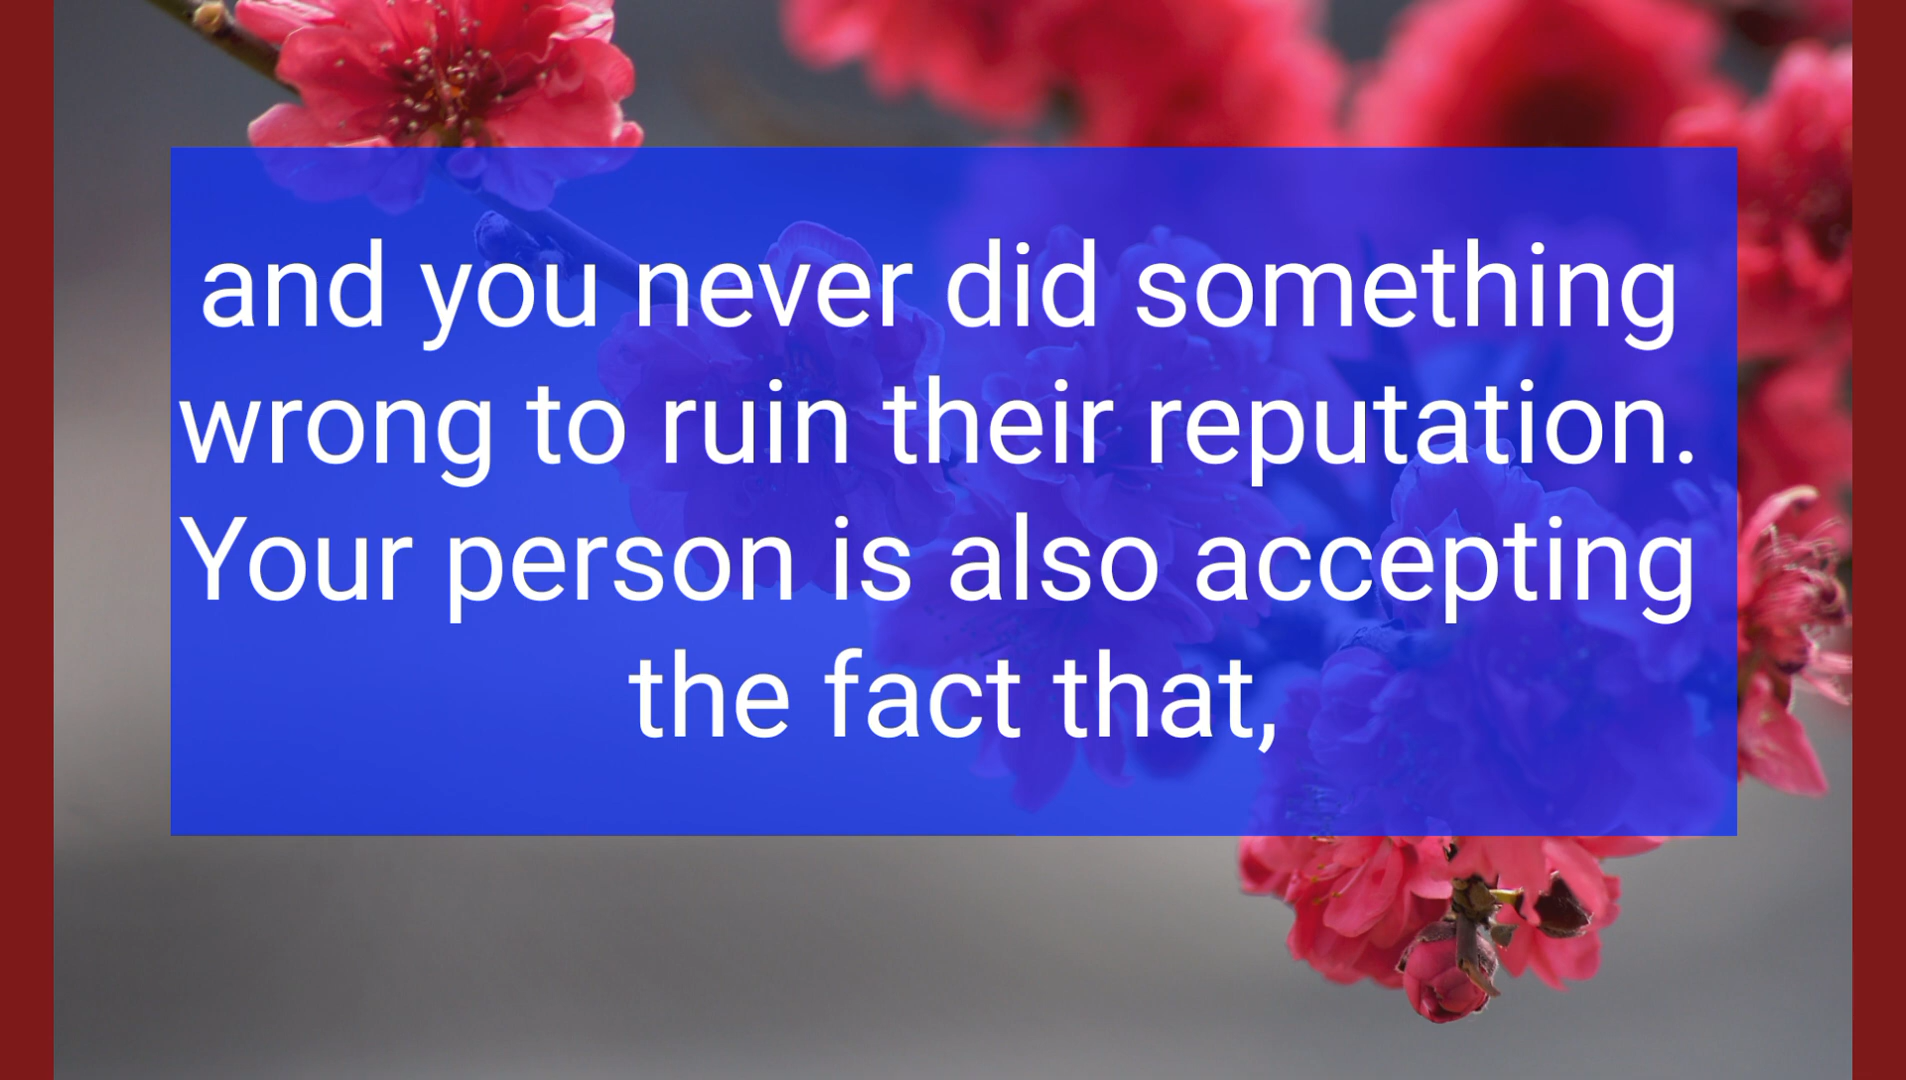 and you never did something
wrong to ruin their reputation.
Your person is also accepting
the fact that,